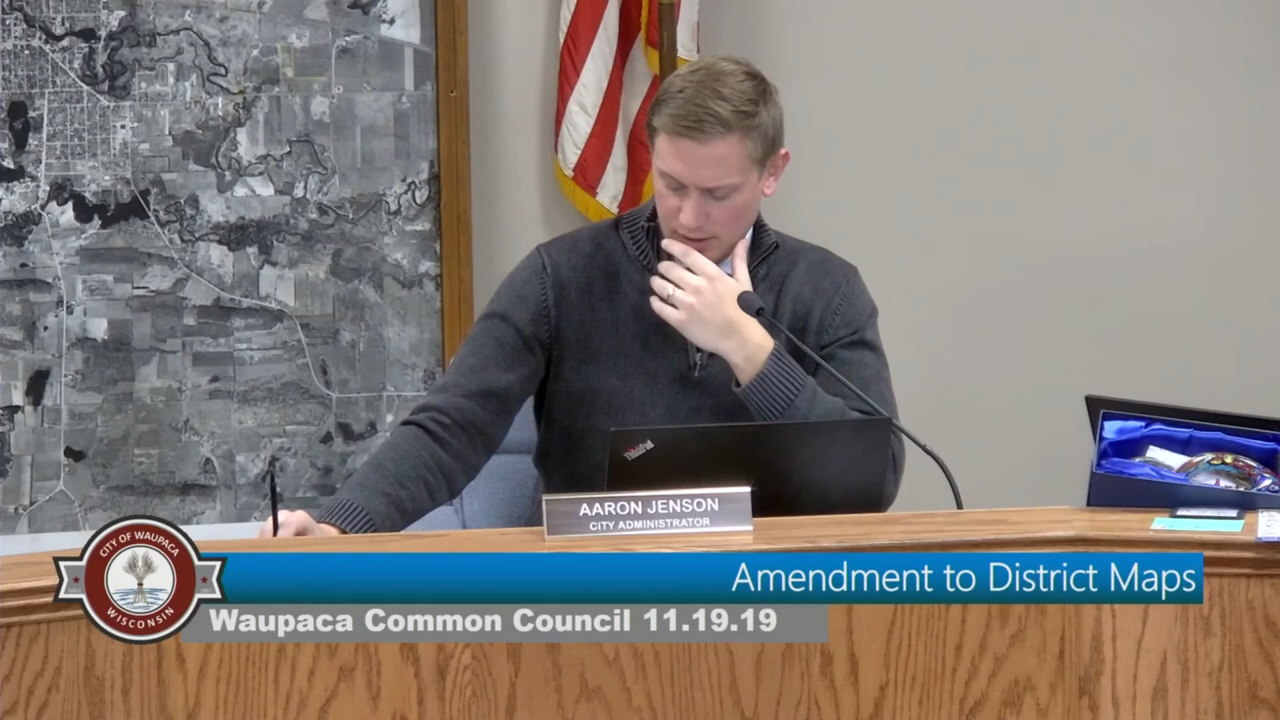 ThinkPad
AARON JENSON
CITY ADMINISTRATOR
CITY OF WAUPACA
WISCONSIN
Amendment to District Maps
Waupaca Common Council 11.19.19